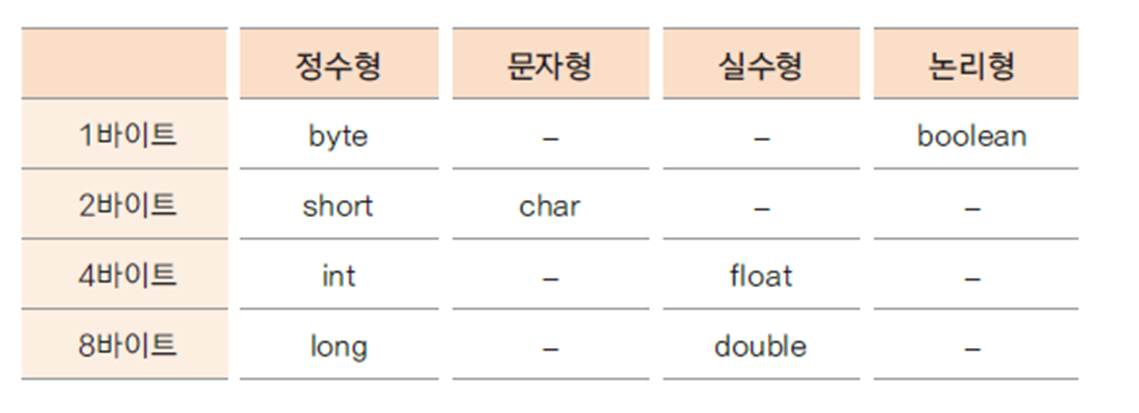 정수형 문자형 실수형 논리형
1바이트 byte – – boolean
2바이트 short char – –
4바이트 int – float –
8바이트 long – double –